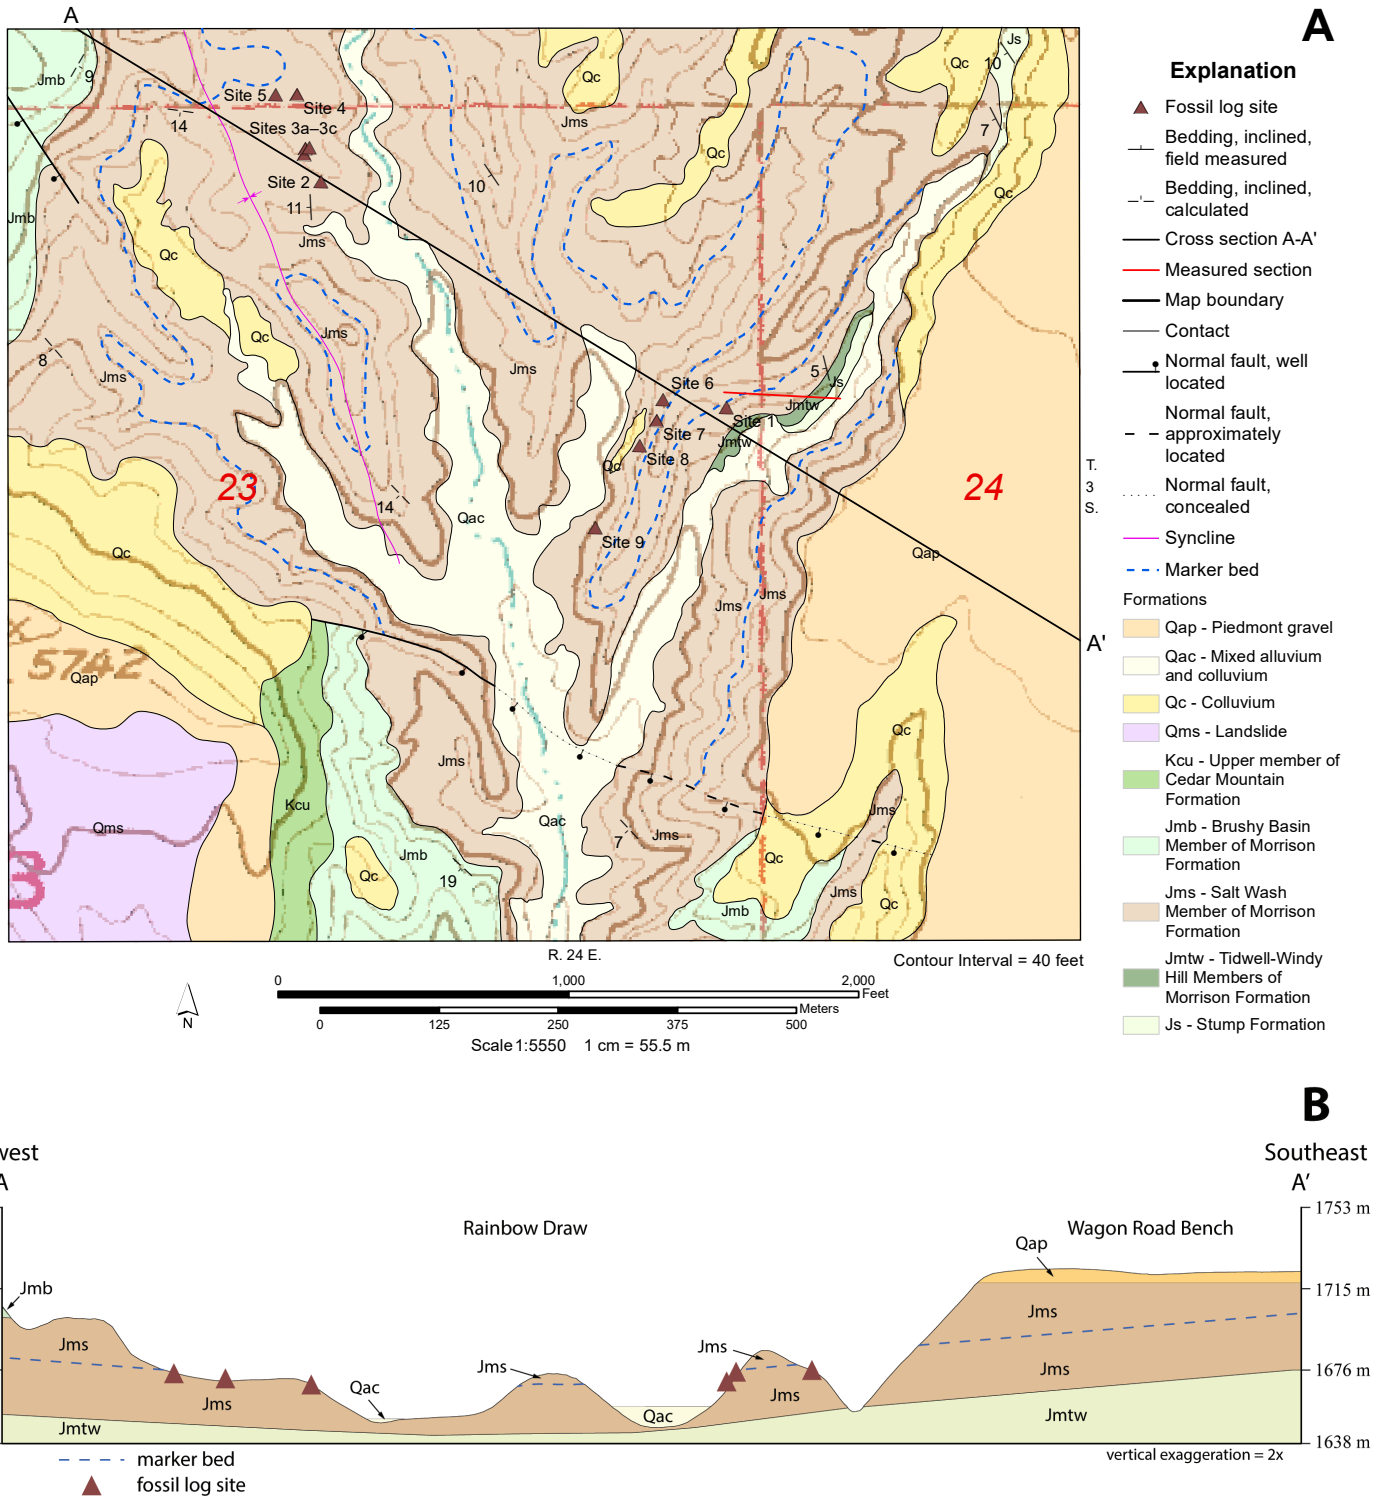 A
A
Explanation
Fossil log site
Bedding, inclined,
field measured
Bedding, inclined,
calculated
Cross section A-A'
Measured section
Map boundary
Contact
Normal fault, well
located
Normal fault,
approximately
located
Normal fault,
concealed
Syncline
Marker bed
Formations
Qap - Piedmont gravel
Qac - Mixed alluvium
and colluvium
Qc - Colluvium
Qms - Landslide
Kcu - Upper member of
Cedar Mountain
Formation
Jmb - Brushy Basin
Member of Morrison
Formation
Jms - Salt Wash
Member of Morrison
Formation
Jmtw - Tidwell-Windy
Hill Members of
Morrison Formation
Js - Stump Formation
Js
Jmb
9
Qc
Qc
10
Site 5
Site 4
14
Sites 3a–3c
Jms
7
Qc
Site 2
10
Qc
11
Jmb
Jms
Qc
Jms
Qc
8
Jms
Jms
5
Js
Site 6
Jmtw
Site 1
Site 7
Jmtw
Site 8
Qc
23
24
T.
3
S.
14
Qac
Site 9
Qc
Qap
Jms
Jms
A'
5742
Qap
Qc
Jms
Kcu
Qms
Jms
Qac
7
Jms
Jmb
Qc
Qc
19
Jms
Qc
Jmb
R. 24 E.
Contour Interval = 40 feet
0
1,000
2,000
Feet
Meters
0
125
250
375
500
N
Scale 1:5550 1 cm = 55.5 m
B
west
Southeast
A
A’
1753 m
Rainbow Draw
Wagon Road Bench
Qap
Jmb
1715 m
Jms
Jms
Jms
Jms
1676 m
Jms
Qac
Jms
Jms
Qac
Jmtw
Jmtw
1638 m
marker bed
vertical exaggeration = 2x
fossil log site